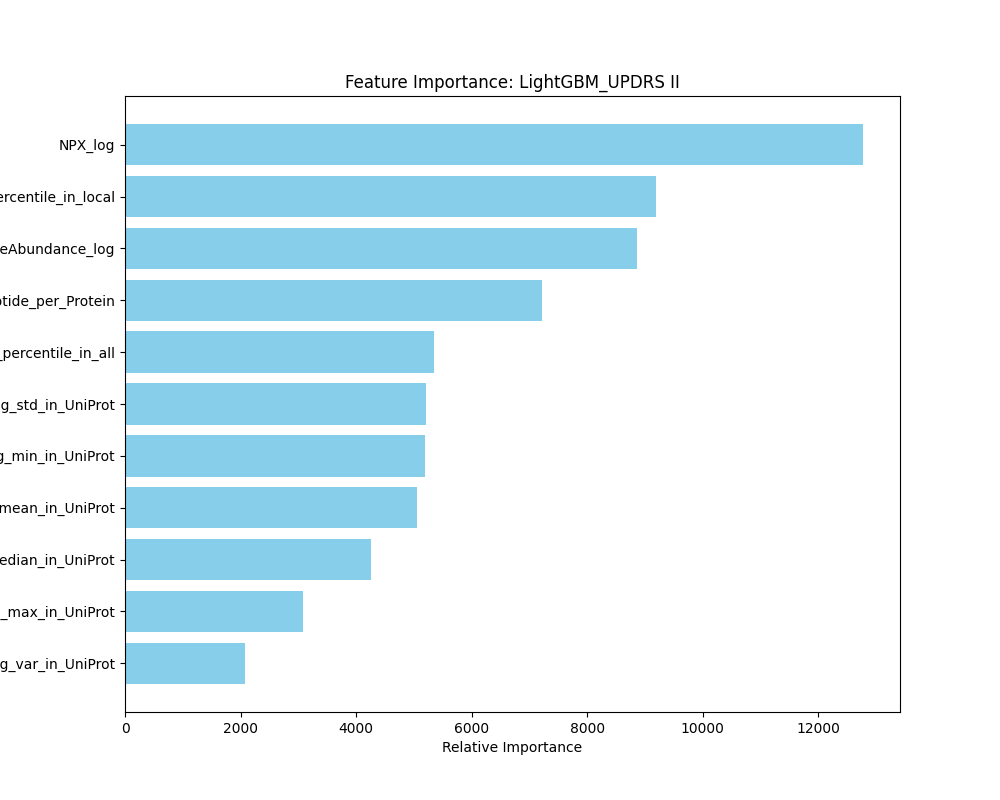 Feature Importance: LightGBM_UPDRS II
NPX_log
ercentile_in_local
eAbundance_log
tide_per_Protein
_percentile_in_all
g_std_in_UniProt
g_min_in_UniProt
mean_in_UniProt
edian_in_UniProt
_max_in_UniProt
g_var_in_UniProt
0 2000 4000 6000 8000 10000 12000
Relative Importance